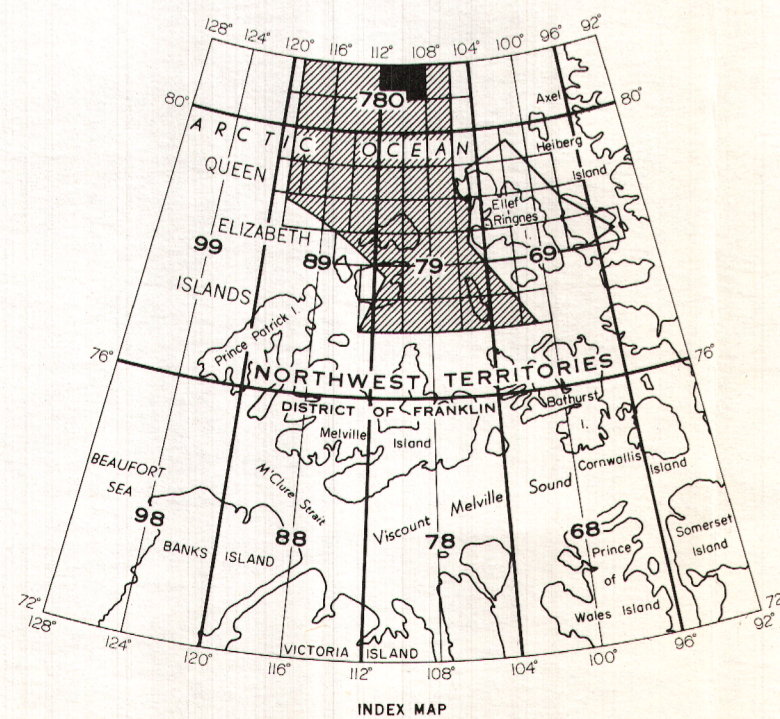 128° 124° 120° 116° 112° 108° 104° 100° 96° 92°
780
80° 80°
Axel
Heiberg
Island
ARCTIC OCEAN
QUEEN
ELIZABETH
ISLANDS
Ellef
Ringnes
I.
99 89 79 69
Prince Patrick I.
76° 76°
NORTHWEST TERRITORIES
DISTRICT OF FRANKLIN
Bathurst
I.
Melville
Island
Cornwallis
Island
BEAUFORT
SEA
M'Clure Strait
Viscount Melville Sound
98 88 78 68
BANKS ISLAND
Prince
of
Wales Island
Somerset
Island
VICTORIA ISLAND
72° 72
128° 124° 120° 116° 112° 108° 104° 100° 96° 92°
INDEX MAP